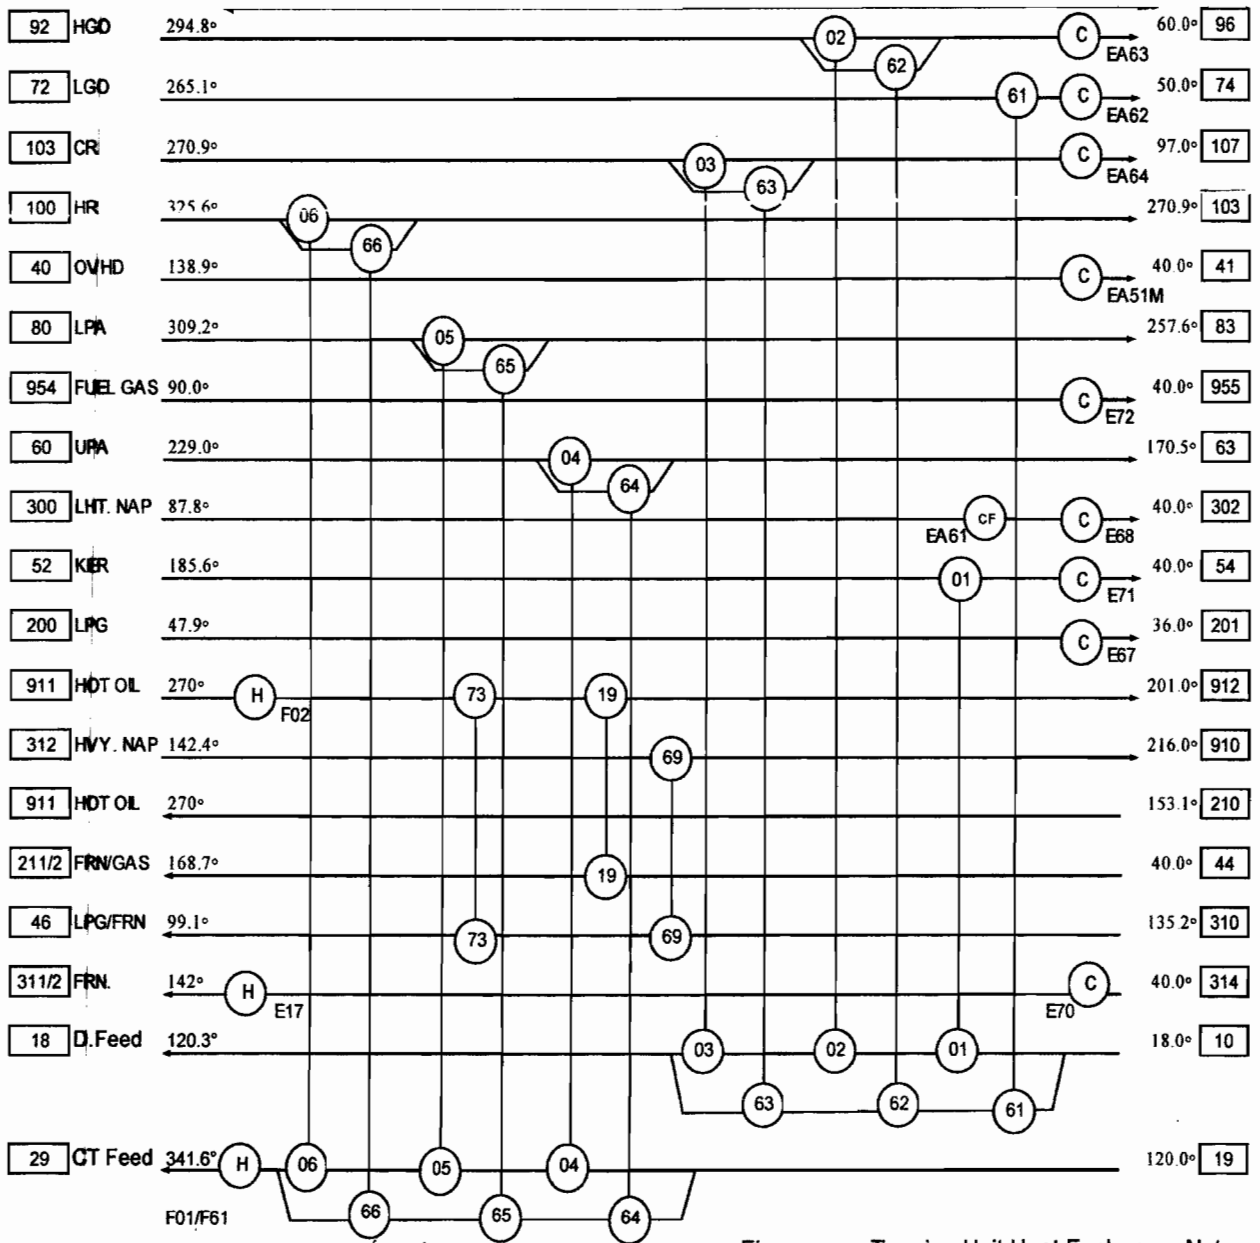 92 HGO 294.8° 02 C 60.0° 96
EA63
62
72 LGO 265.1° 61 C 50.0° 74
EA62
103 CR 270.9° 03 C 97.0° 107
EA64
63
100 HR 325.6° 06 270.9° 103
66
40 OVHD 138.9° C 40.0° 41
EA51M
80 LPA 309.2° 05 257.6° 83
65
954 FUEL GAS 90.0° C 40.0° 955
E72
60 UPA 229.0° 04 170.5° 63
64
300 LHT. NAP 87.8° CF C 40.0° 302
EA61 E68
52 KER 185.6° 01 C 40.0° 54
E71
200 LPG 47.9° C 36.0° 201
E67
911 HOT OIL 270° H 73 19 201.0° 912
F02
312 HVY. NAP 142.4° 69 216.0° 910
911 HOT OIL 270° 153.1° 210
211/2 FRN/GAS 168.7° 19 40.0° 44
46 LPG/FRN 99.1° 73 69 135.2° 310
311/2 FRN. 142° H C 40.0° 314
E17 E70
18 D.Feed 120.3° 03 02 01 18.0° 10
63 62 61
29 CT Feed 341.6° H 06 05 04 120.0° 19
F01/F61 66 65 64